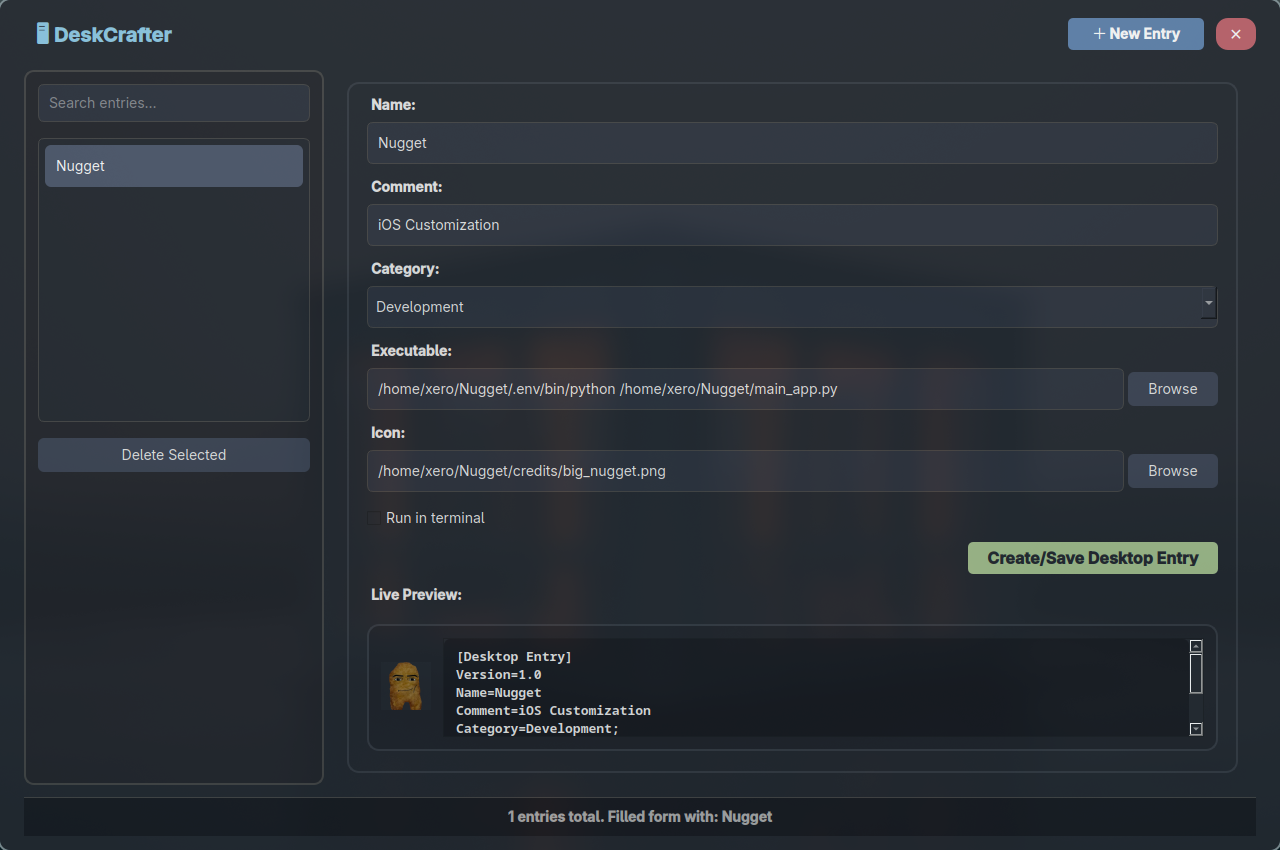 DeskCrafter
+ New Entry
×
Search entries...
Nugget
Delete Selected
Name:
Nugget
Comment:
iOS Customization
Category:
Development
Executable:
/home/xero/Nugget/.env/bin/python /home/xero/Nugget/main_app.py
Browse
Icon:
/home/xero/Nugget/credits/big_nugget.png
Browse
Run in terminal
Create/Save Desktop Entry
Live Preview:
[Desktop Entry]
Version=1.0
Name=Nugget
Comment=iOS Customization
Category=Development;
1 entries total. Filled form with: Nugget